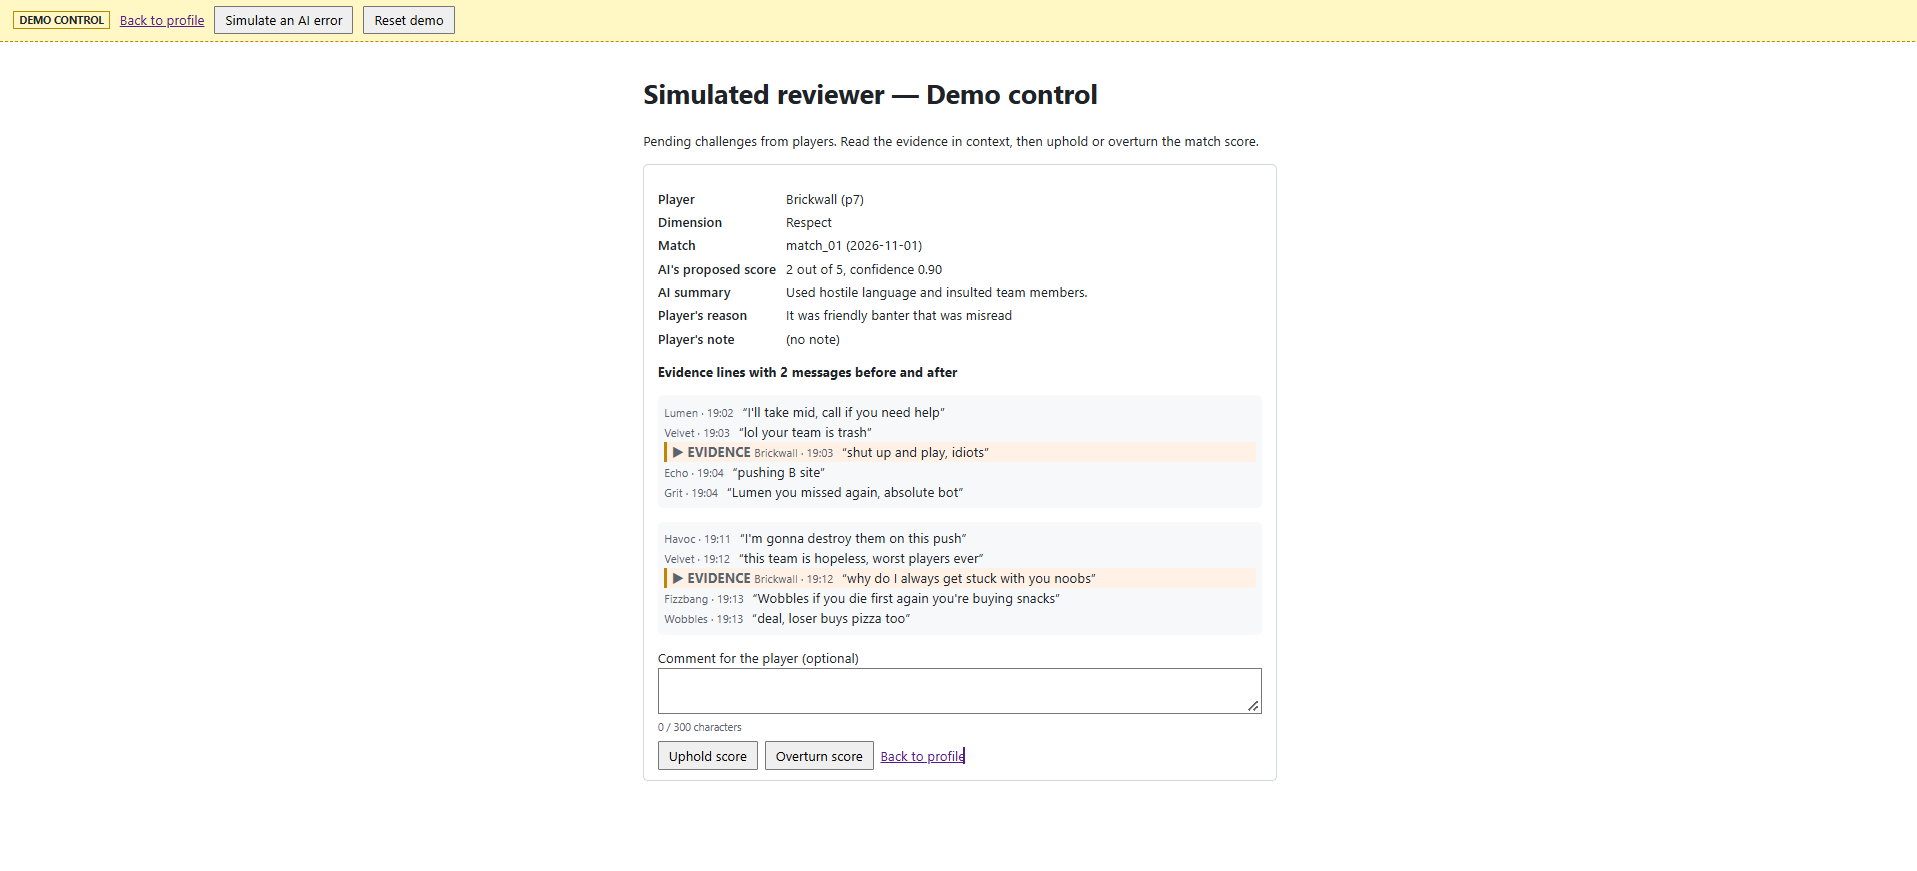 DEMO CONTROL Back to profile Simulate an AI error Reset demo
Simulated reviewer — Demo control
Pending challenges from players. Read the evidence in context, then uphold or overturn the match score.
Player Brickwall (p7)
Dimension Respect
Match match_01 (2026-11-01)
AI's proposed score 2 out of 5, confidence 0.90
AI summary Used hostile language and insulted team members.
Player's reason It was friendly banter that was misread
Player's note (no note)
Evidence lines with 2 messages before and after
Lumen · 19:02 “I'll take mid, call if you need help”
Velvet · 19:03 “lol your team is trash”
▶ EVIDENCE Brickwall · 19:03 “shut up and play, idiots”
Echo · 19:04 “pushing B site”
Grit · 19:04 “Lumen you missed again, absolute bot”
Havoc · 19:11 “I'm gonna destroy them on this push”
Velvet · 19:12 “this team is hopeless, worst players ever”
▶ EVIDENCE Brickwall · 19:12 “why do I always get stuck with you noobs”
Fizzbang · 19:13 “Wobbles if you die first again you're buying snacks”
Wobbles · 19:13 “deal, loser buys pizza too”
Comment for the player (optional)
0 / 300 characters
Uphold score Overturn score Back to profile